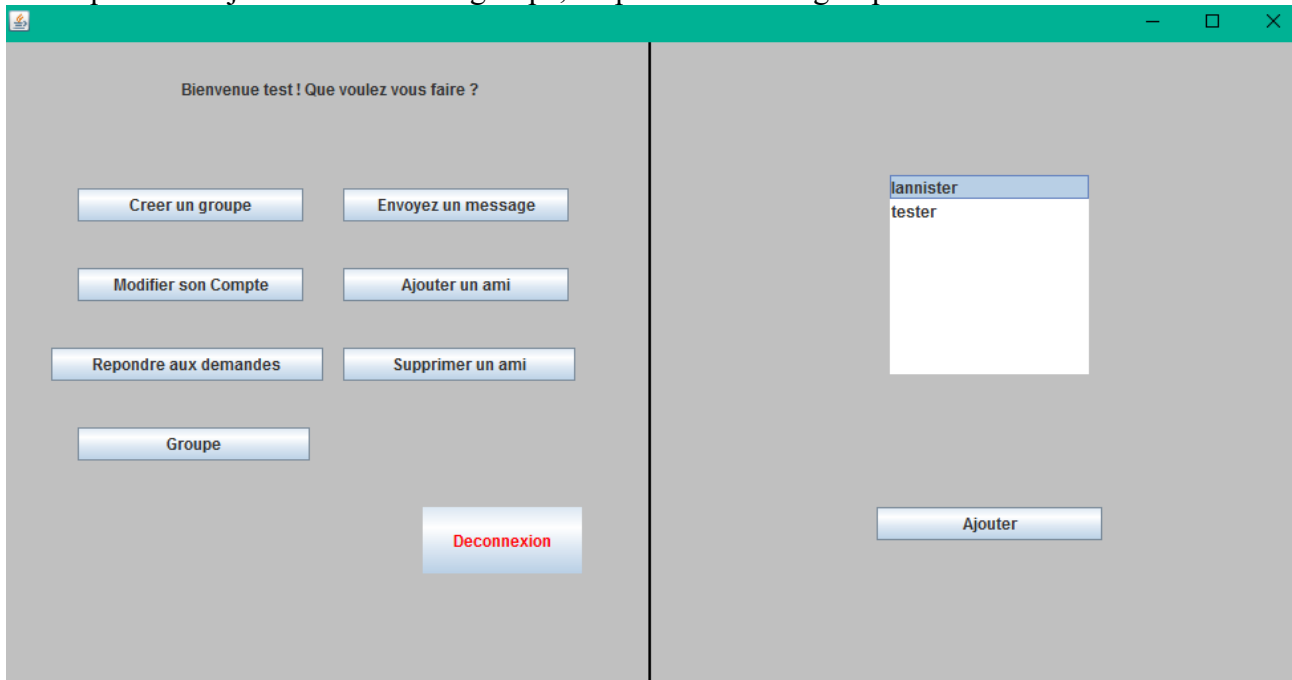 Bienvenue test ! Que voulez vous faire ?
Creer un groupe
Envoyez un message
Modifier son Compte
Ajouter un ami
Repondre aux demandes
Supprimer un ami
Groupe
Deconnexion
lannister
tester
Ajouter